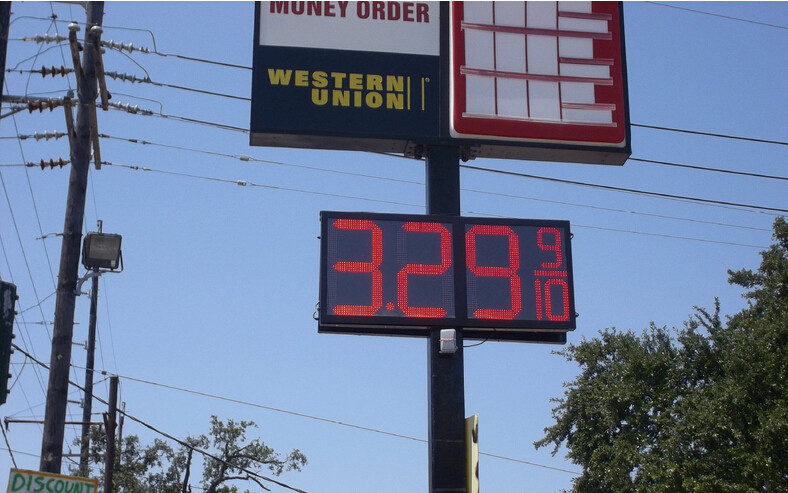 MONEY ORDER
WESTERN
UNION
3.29 9/10
DISCOUNT